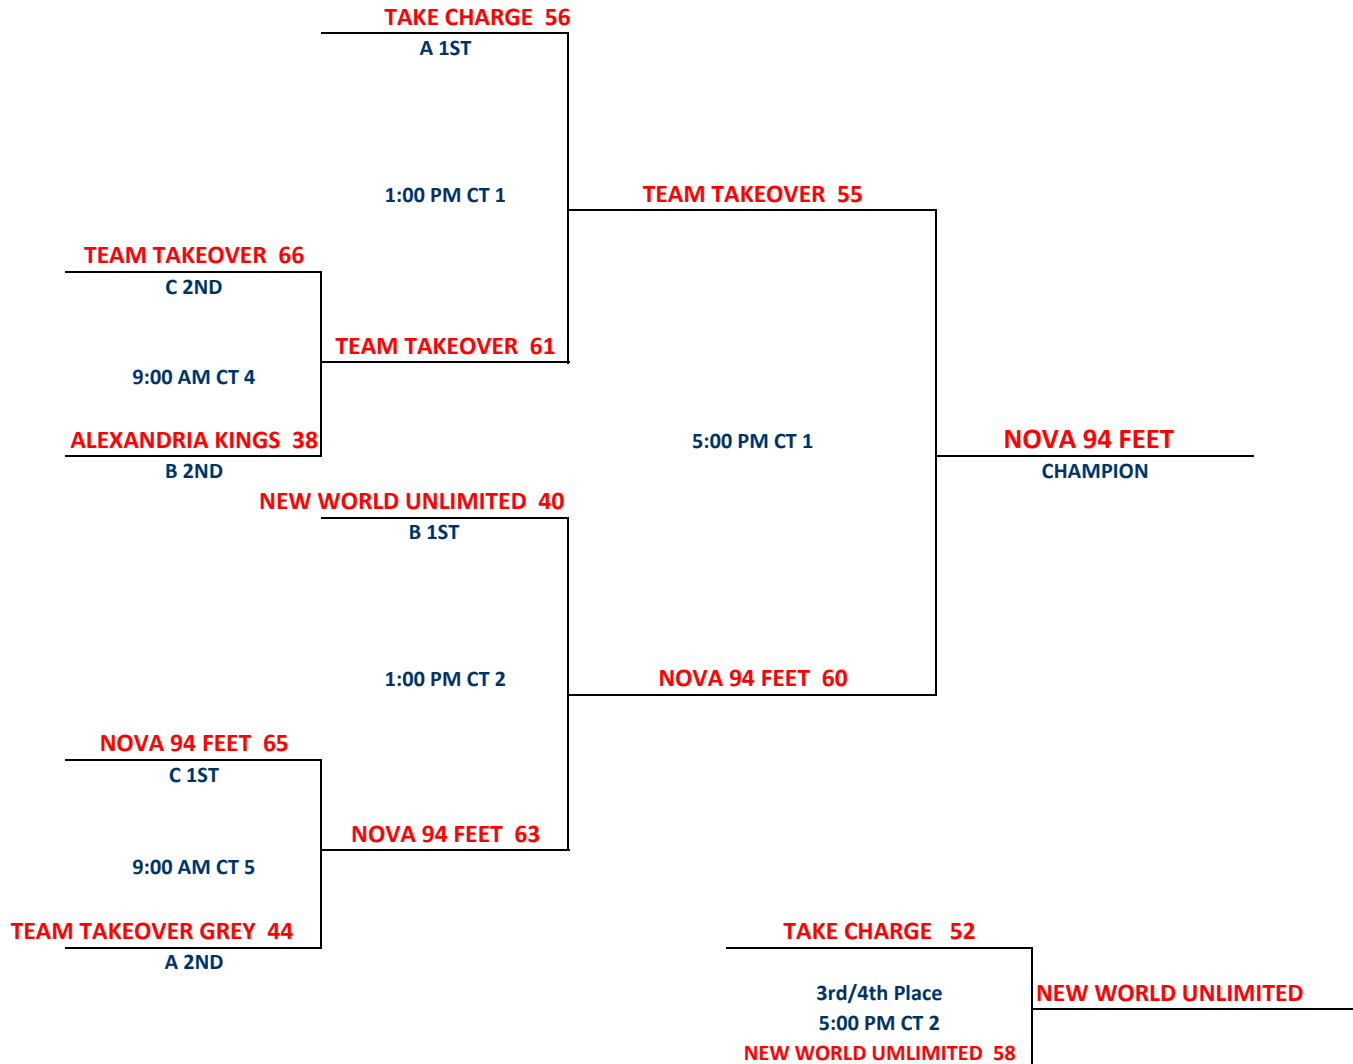 TAKE CHARGE 56
A 1ST
1:00 PM CT 1
TEAM TAKEOVER 55
TEAM TAKEOVER 66
C 2ND
TEAM TAKEOVER 61
9:00 AM CT 4
ALEXANDRIA KINGS 38
B 2ND
5:00 PM CT 1
NOVA 94 FEET
CHAMPION
NEW WORLD UNLIMITED 40
B 1ST
1:00 PM CT 2
NOVA 94 FEET 60
NOVA 94 FEET 65
C 1ST
NOVA 94 FEET 63
9:00 AM CT 5
TEAM TAKEOVER GREY 44
A 2ND
TAKE CHARGE 52
3rd/4th Place
5:00 PM CT 2
NEW WORLD UNLIMITED
NEW WORLD UMLIMITED 58